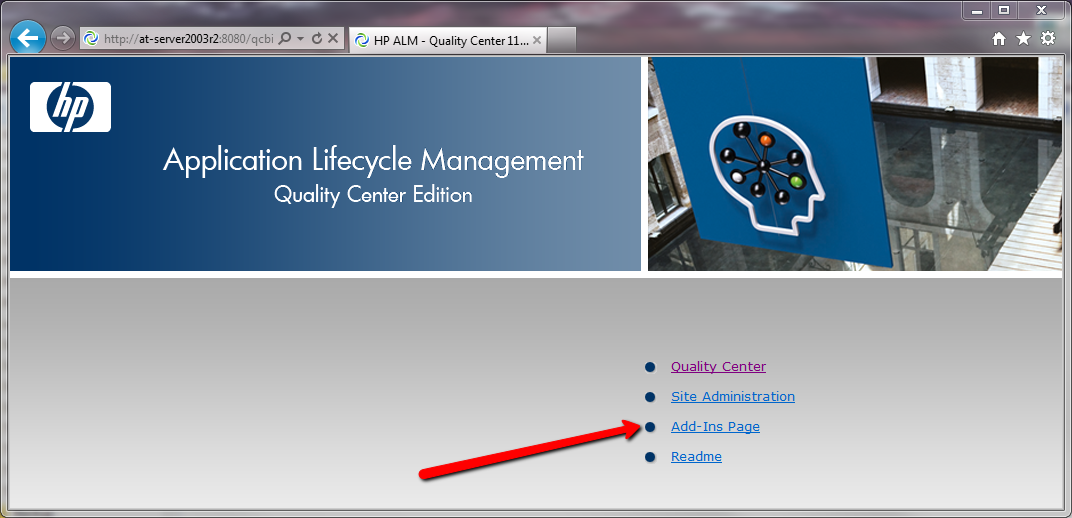 http://at-server2003r2:8080/qcbi
HP ALM - Quality Center 11...
hp
Application Lifecycle Management
Quality Center Edition
Quality Center
Site Administration
Add-Ins Page
Readme